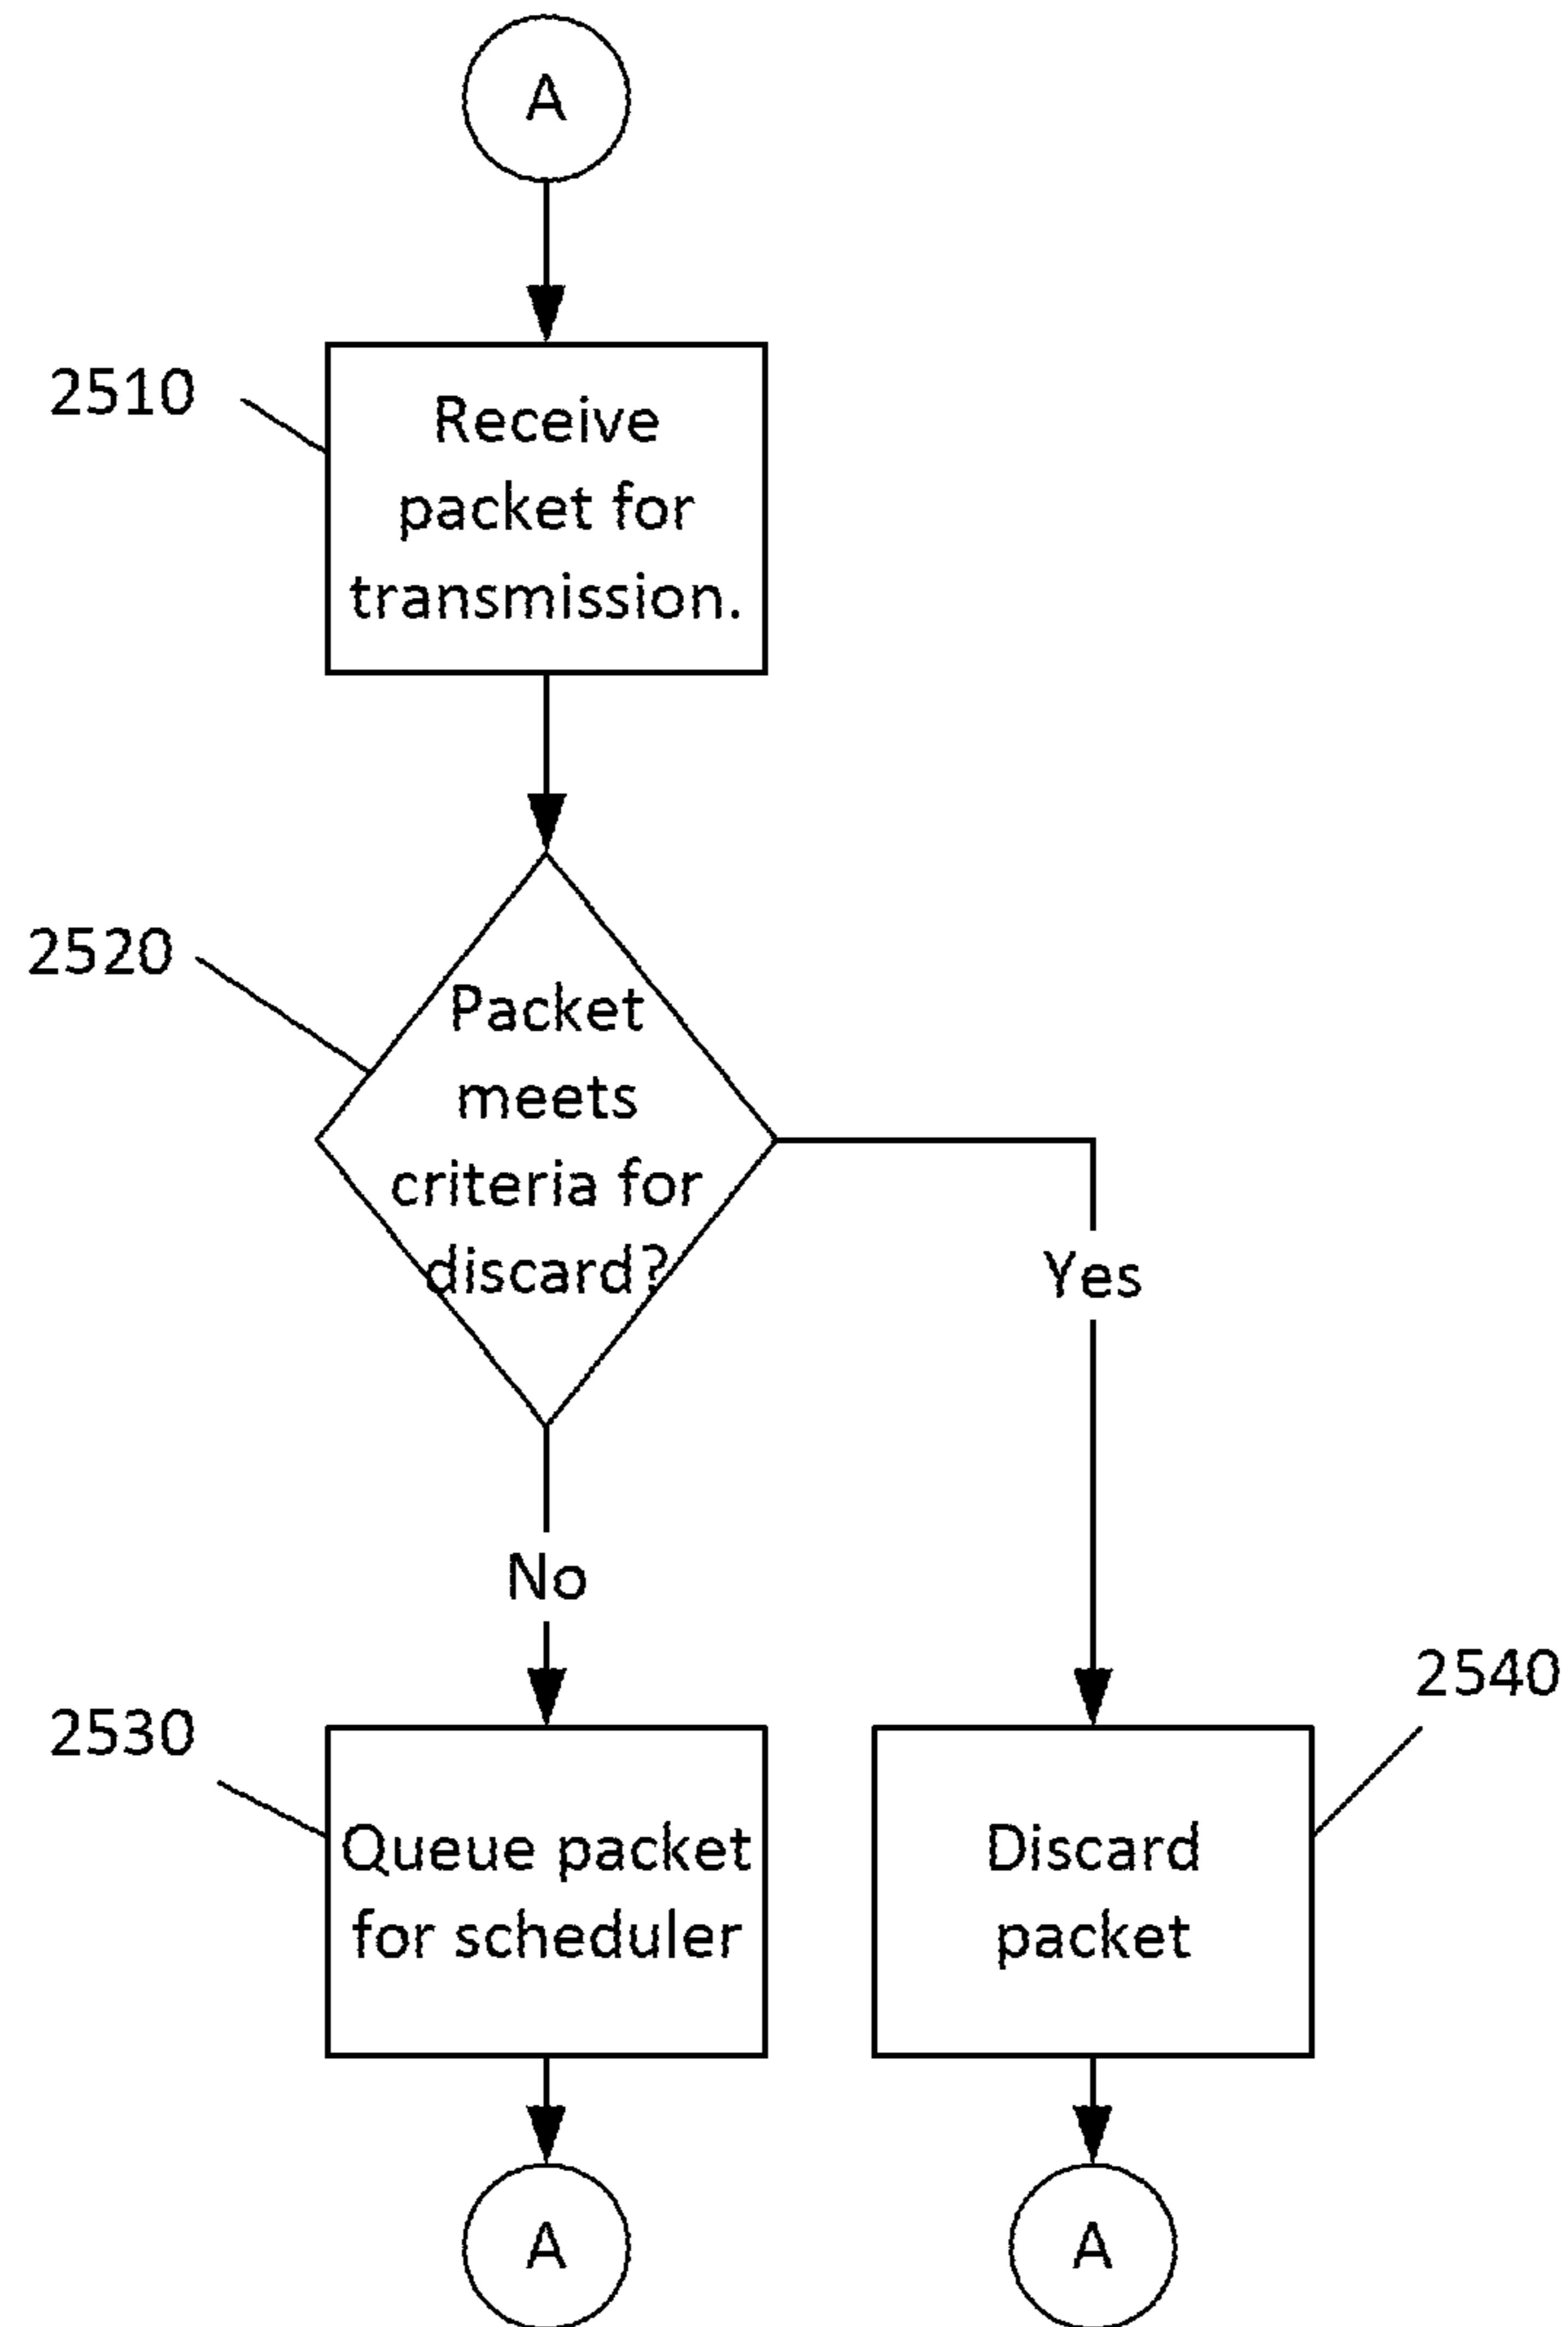 A
2510
Receive
packet for
transmission.
2520
Packet
meets
criteria for
discard?
Yes
No
2530
2540
Queue packet
for scheduler
Discard
packet
A
A